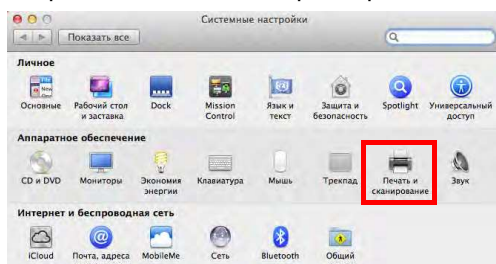 Системные настройки
Показать все
Личное
Основные Рабочий стол и заставка Dock Mission Control Язык и текст Защита и безопасность Spotlight Универсальный доступ
Аппаратное обеспечение
CD и DVD Мониторы Экономия энергии Клавиатура Мышь Трекпад Печать и сканирование Звук
Интернет и беспроводная сеть
iCloud Почта, адреса MobileMe Сеть Bluetooth Общий